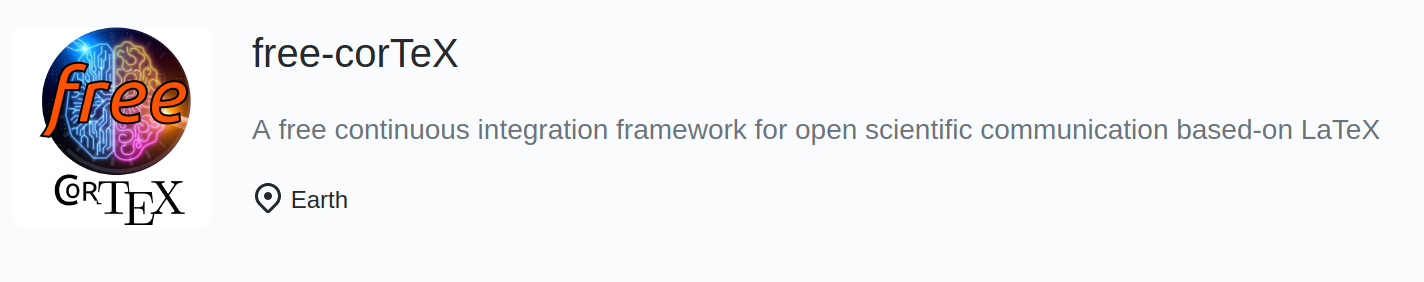 free
CorTEX
free-corTeX
A free continuous integration framework for open scientific communication based-on LaTeX
Earth